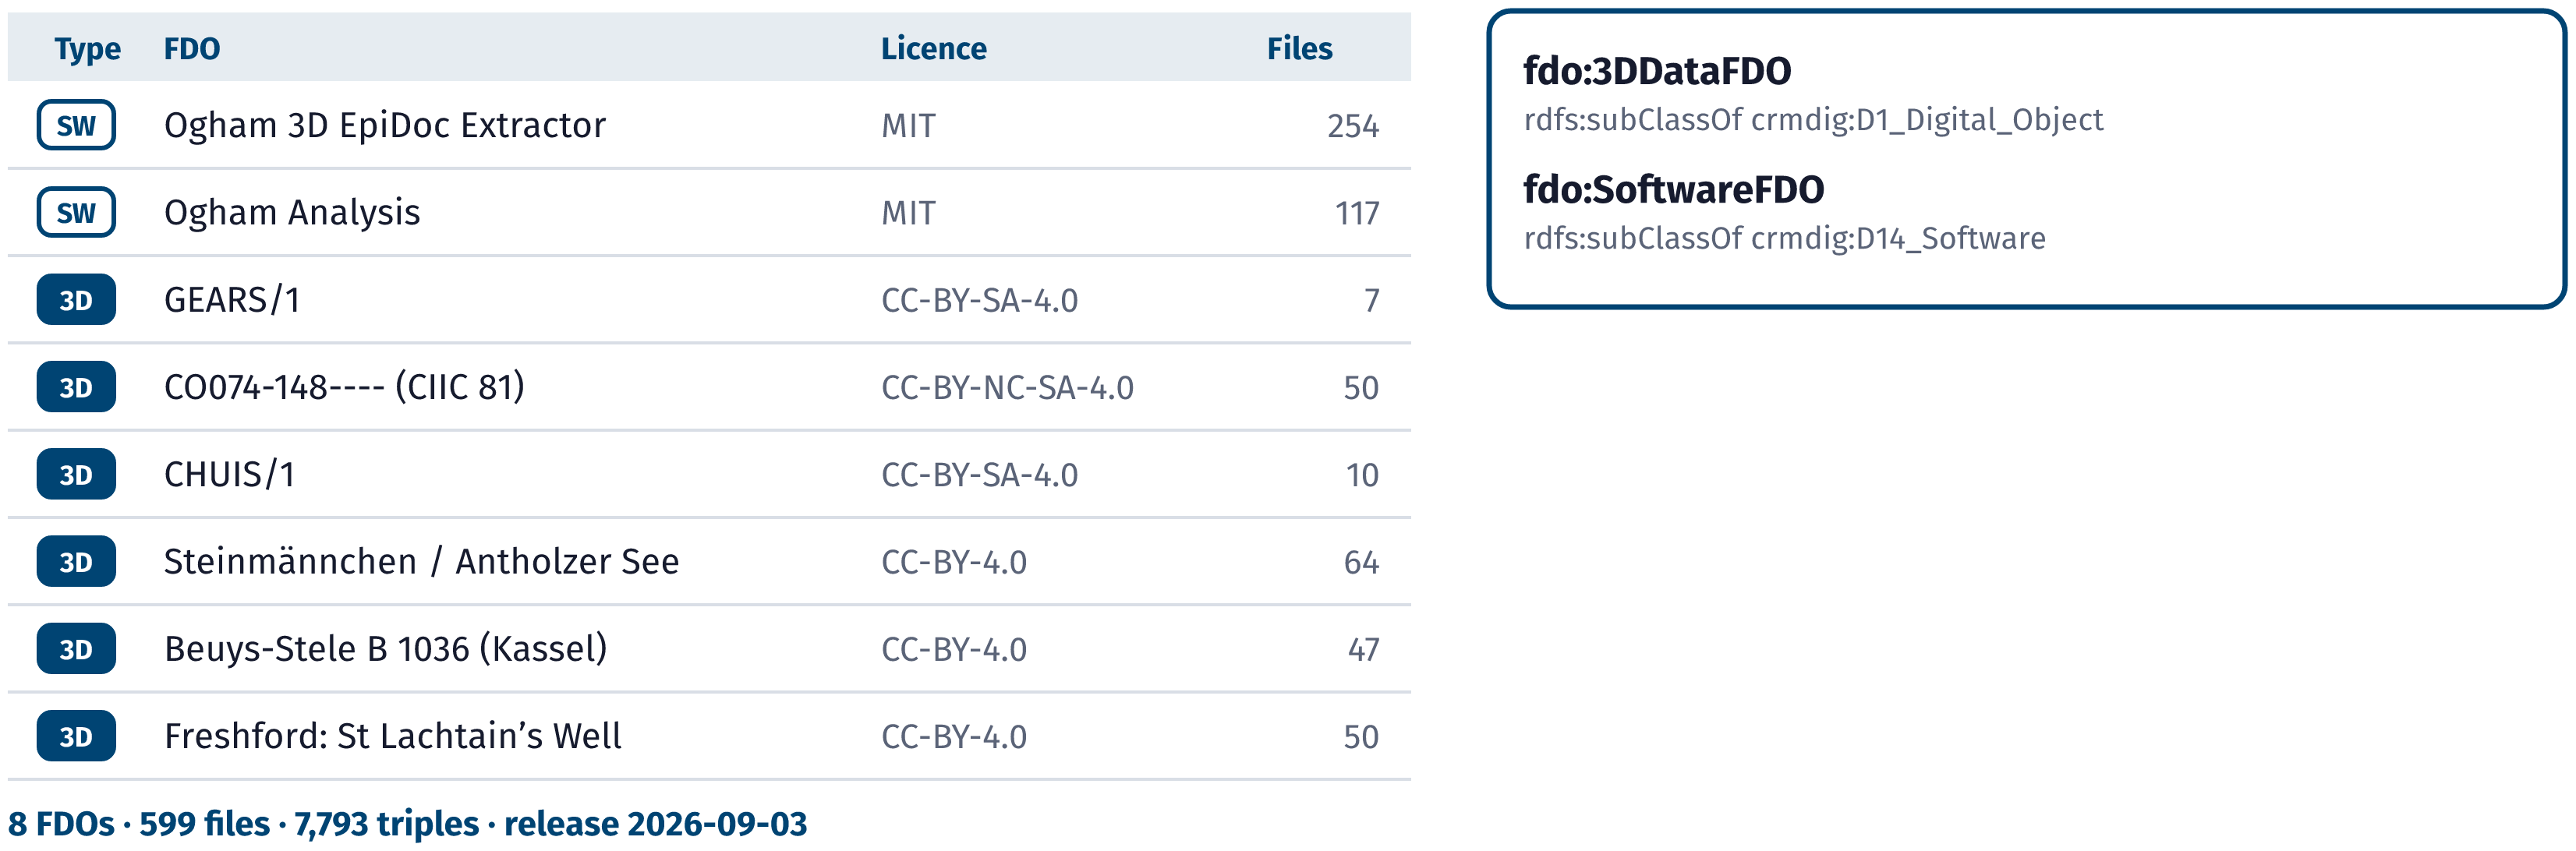 Type FDO Licence Files
SW Ogham 3D EpiDoc Extractor MIT 254
SW Ogham Analysis MIT 117
3D GEARS/1 CC-BY-SA-4.0 7
3D CO074-148---- (CIIC 81) CC-BY-NC-SA-4.0 50
3D CHUIS/1 CC-BY-SA-4.0 10
3D Steinmännchen / Antholzer See CC-BY-4.0 64
3D Beuys-Stele B 1036 (Kassel) CC-BY-4.0 47
3D Freshford: St Lachtain’s Well CC-BY-4.0 50
8 FDOs · 599 files · 7,793 triples · release 2026-09-03
fdo:3DDataFDO
rdfs:subClassOf crmdig:D1_Digital_Object
fdo:SoftwareFDO
rdfs:subClassOf crmdig:D14_Software